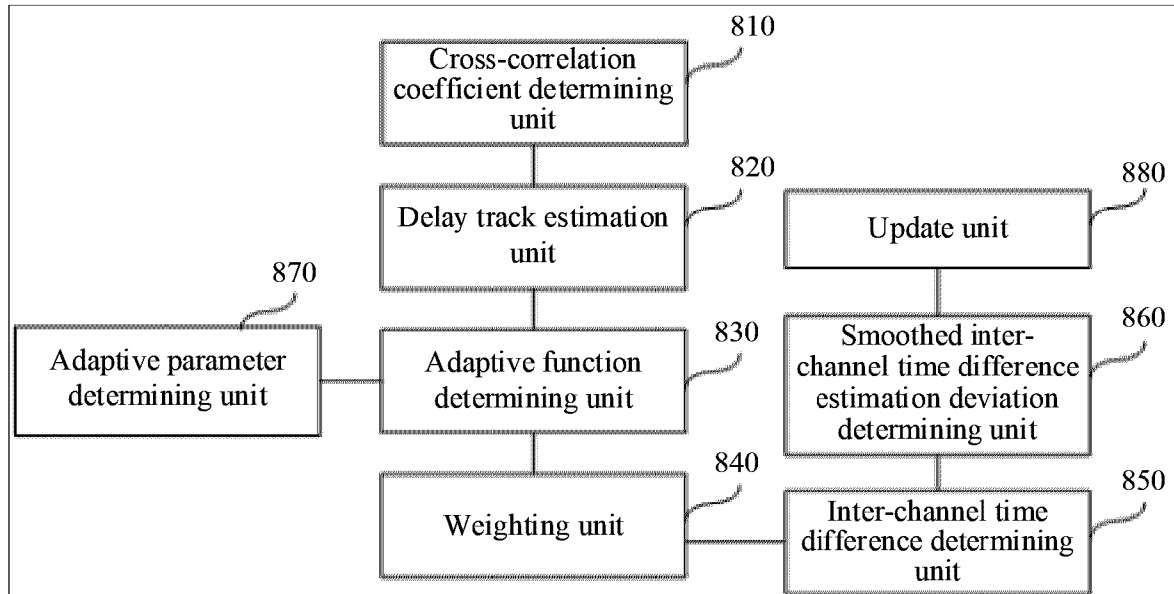 810
Cross-correlation
coefficient determining
unit
820
Delay track estimation
unit
880
Update unit
870
Adaptive parameter
determining unit
830
Adaptive function
determining unit
860
Smoothed inter-
channel time difference
estimation deviation
determining unit
840
Weighting unit
850
Inter-channel time
difference determining
unit